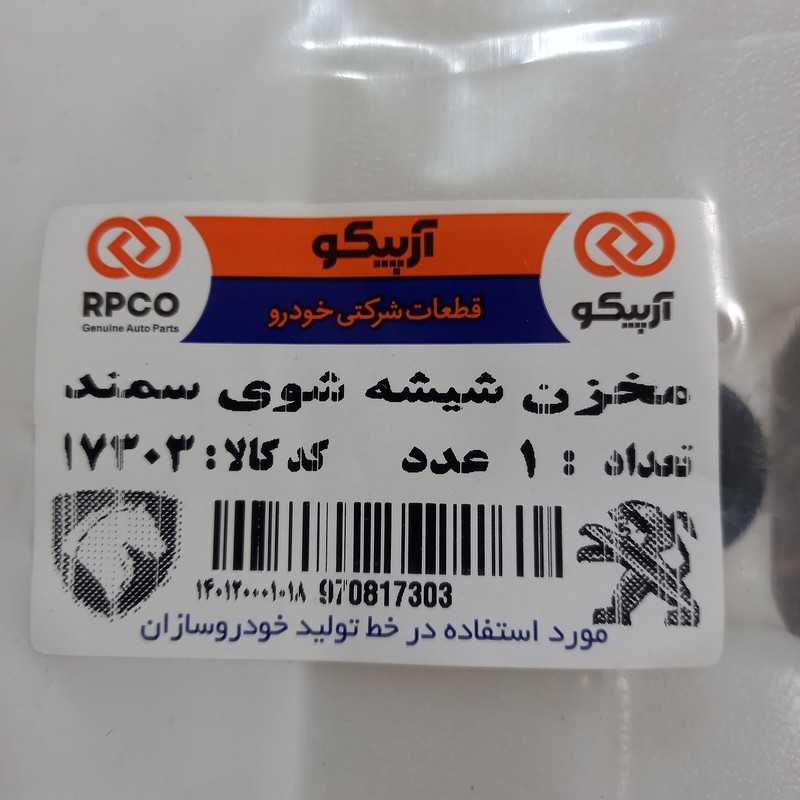 آرپیکو
RPCO
Genuine Auto Parts
قطعات شرکتی خودرو
آرپیکو
مخزن شیشه شوی سمند
تعداد : ۱ عدد کد کالا: ۱۷۳۰۳
۱۴۰۱۲۰۰۰۱۰۱۸ 970817303
مورد استفاده در خط تولید خودروسازان